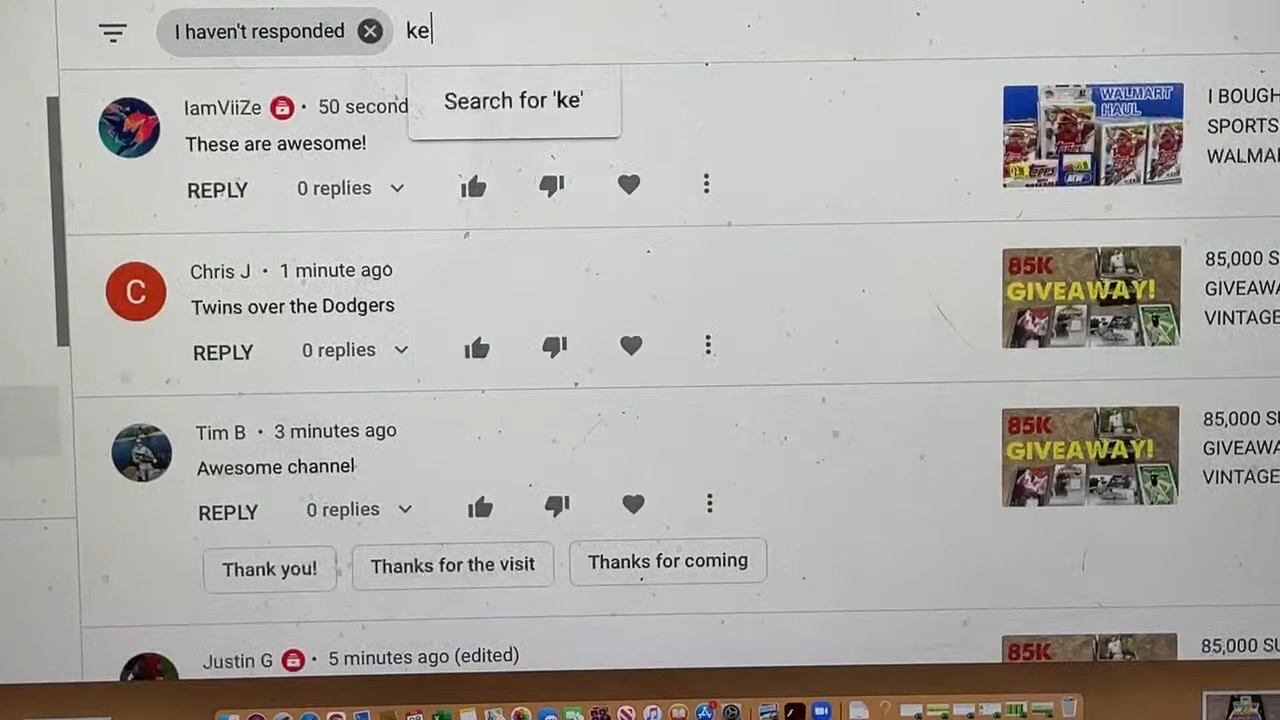 I haven't responded ke
IamViiZe • 50 second
Search for 'ke'
These are awesome!
REPLY 0 replies
WALMART
HAUL
I BOUGH
SPORTS
WALMA
Chris J • 1 minute ago
C
Twins over the Dodgers
REPLY 0 replies
85K
GIVEAWAY!
85,000 S
GIVEAWA
VINTAGE
Tim B • 3 minutes ago
Awesome channel
REPLY 0 replies
85K
GIVEAWAY!
85,000 SU
GIVEAWA
VINTAGE
Thank you! Thanks for the visit Thanks for coming
Justin G • 5 minutes ago (edited)
85K
85,000 SU